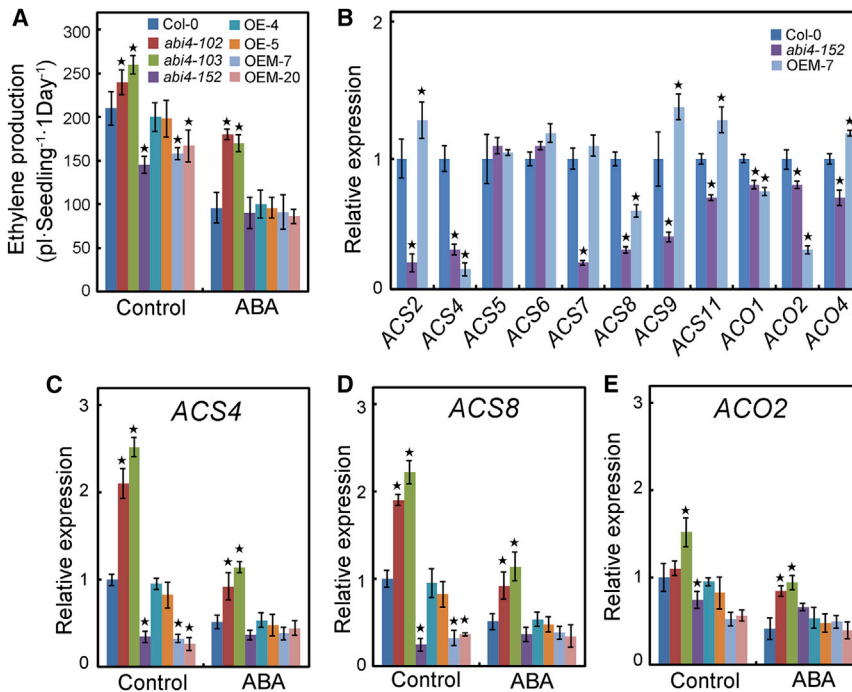 A
Ethylene production
(pl·Seedling⁻¹·1Day⁻¹)
300
250
200
150
100
50
0
Col-0
abi4-102
abi4-103
abi4-152
OE-4
OE-5
OEM-7
OEM-20
Control
ABA
B
Relative expression
2
1
0
Col-0
abi4-152
OEM-7
ACS2
ACS4
ACS5
ACS6
ACS7
ACS8
ACS9
ACS11
ACO1
ACO2
ACO4
C
ACS4
Relative expression
3
2
1
0
Control
ABA
D
ACS8
Relative expression
3
2
1
0
Control
ABA
E
ACO2
Relative expression
3
2
1
0
Control
ABA